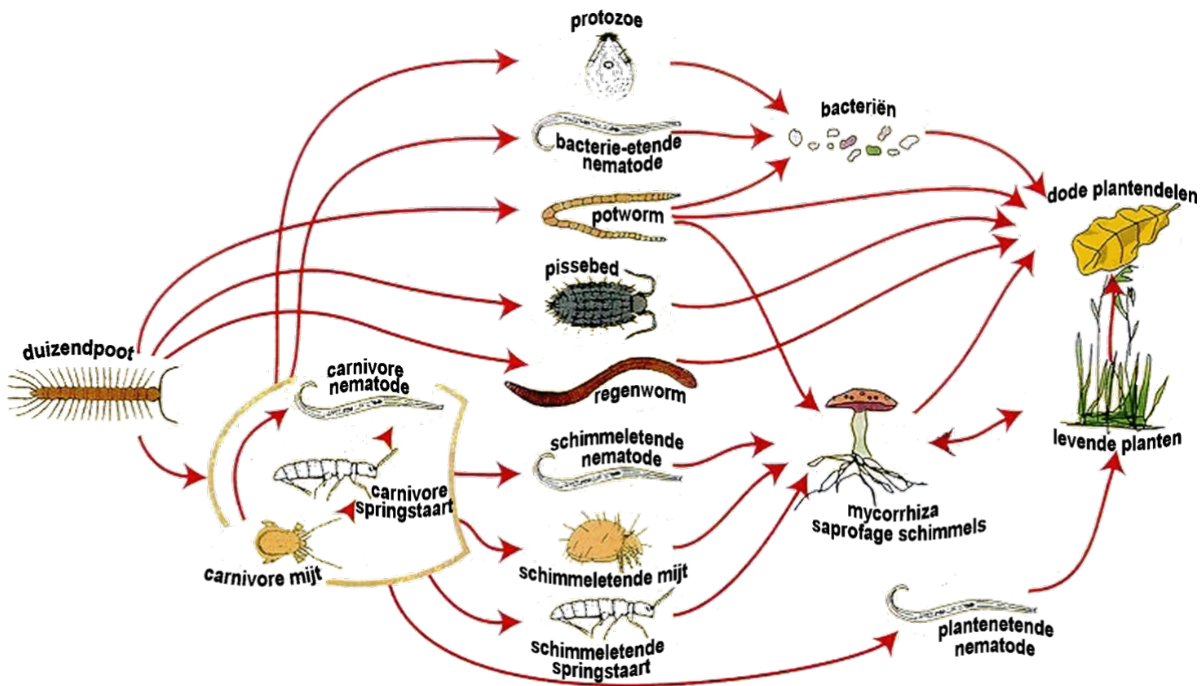 protozoe
bacteriën
bacterie-etende
nematode
dode plantendelen
potworm
pissebed
duizendpoot
carnivore
nematode
regenworm
schimmeletende
nematode
levende planten
carnivore
springstaart
mycorrhiza
saprofage schimmels
carnivore mijt
schimmeletende mijt
plantenetende
nematode
schimmeletende
springstaart